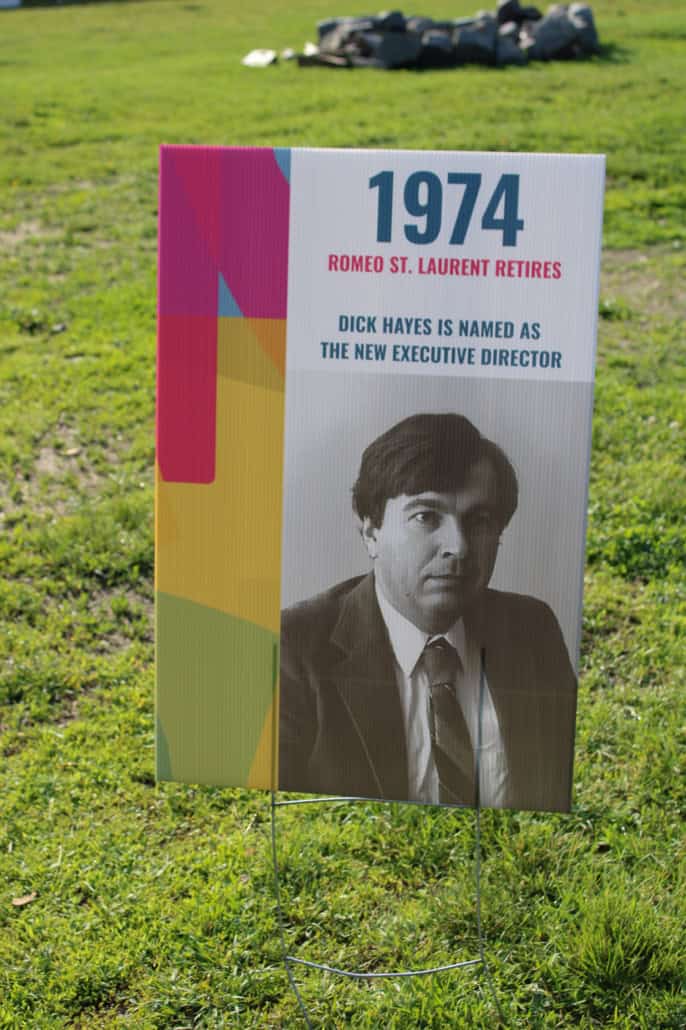 1974
ROMEO ST. LAURENT RETIRES
DICK HAYES IS NAMED AS
THE NEW EXECUTIVE DIRECTOR